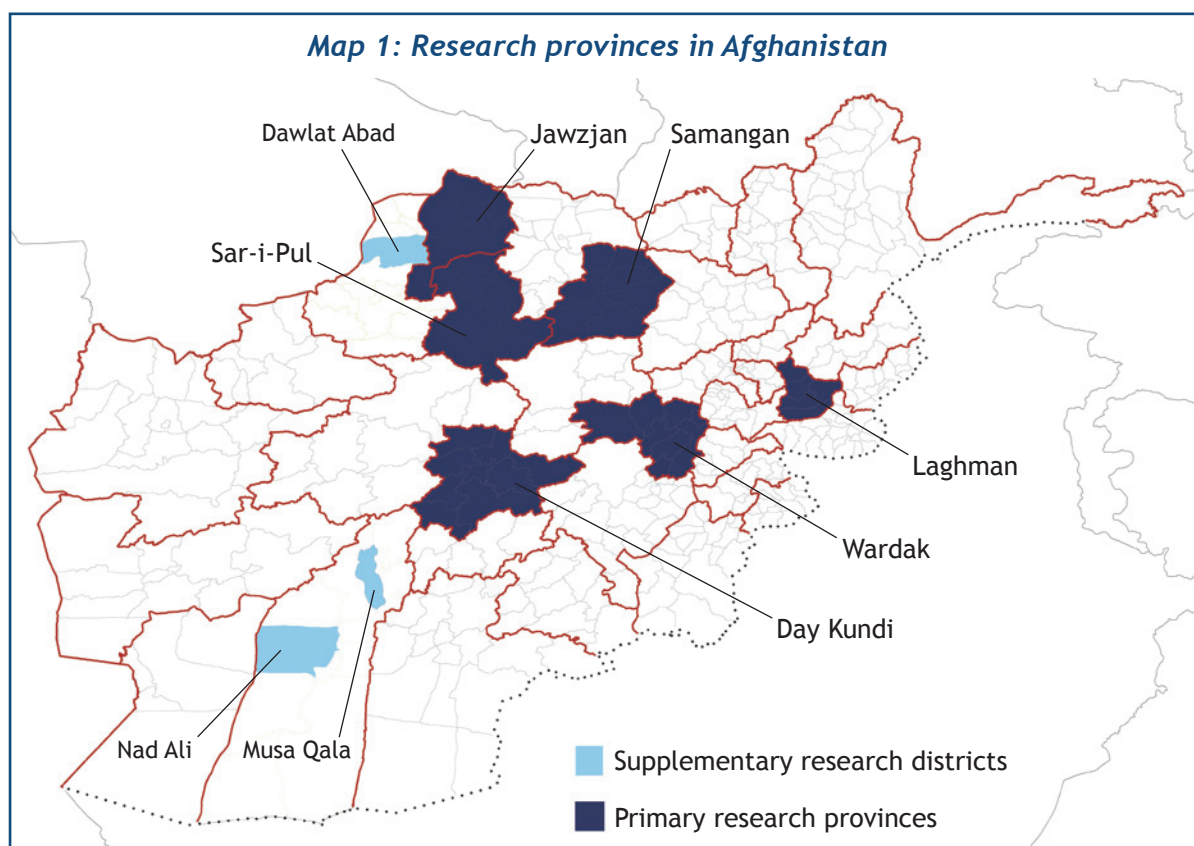 Map 1: Research provinces in Afghanistan
Dawlat Abad
Jawzjan
Samangan
Sar-i-Pul
Laghman
Wardak
Day Kundi
Nad Ali
Musa Qala
Supplementary research districts
Primary research provinces